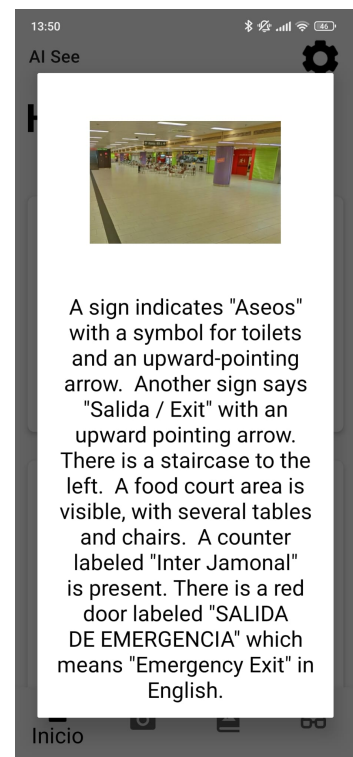 13:50
46
AI See
A sign indicates "Aseos"
with a symbol for toilets
and an upward-pointing
arrow. Another sign says
"Salida / Exit" with an
upward pointing arrow.
There is a staircase to the
left. A food court area is
visible, with several tables
and chairs. A counter
labeled "Inter Jamonal"
is present. There is a red
door labeled "SALIDA
DE EMERGENCIA" which
means "Emergency Exit" in
English.
Inicio